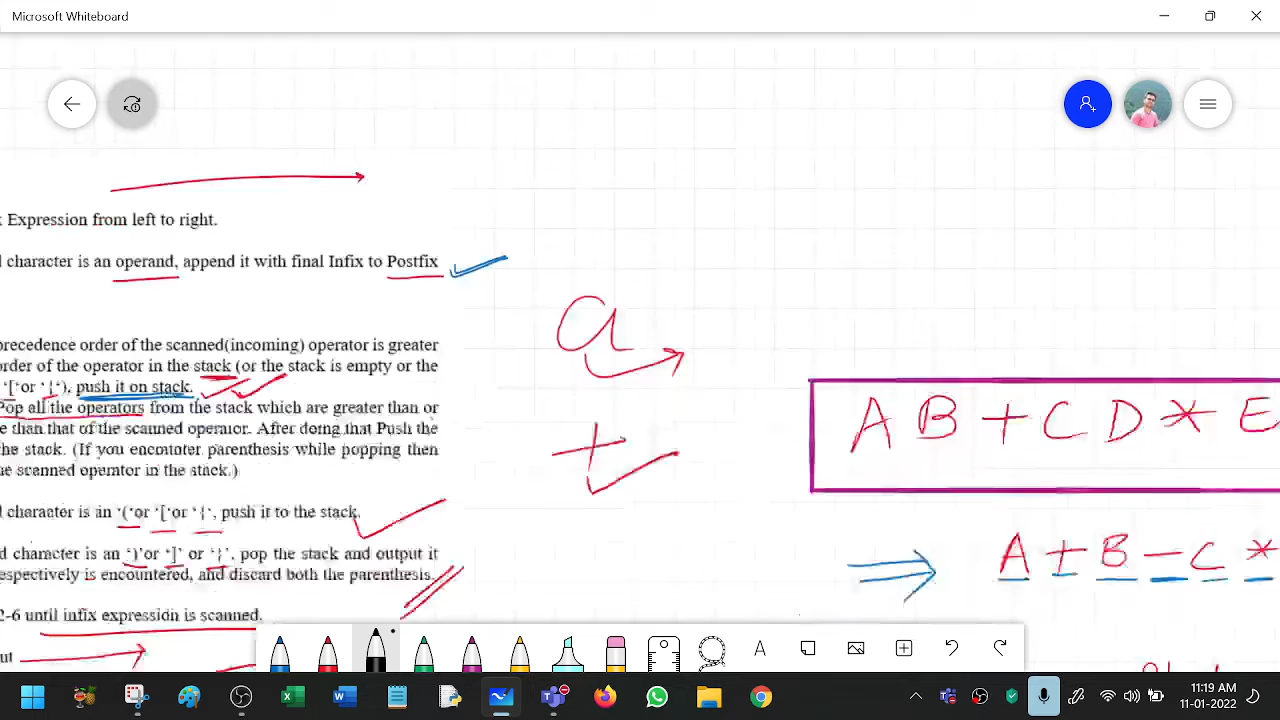 Microsoft Whiteboard
Expression from left to right.
character is an operand, append it with final Infix to Postfix
a
precedence order of the scanned(incoming) operator is greater
order of the operator in the stack (or the stack is empty or the
'['or '{'), push it on stack.
A B + C D * E
Pop all the operators from the stack which are greater than or
e than that of the scanned operator. After doing that Push the
he stack. (If you encounter parenthesis while popping then
+
ne scanned operator in the stack.)
d character is an '('or '['or '{', push it to the stack.
d character is an ')'or ']' or '}', pop the stack and output it
A + B - C *
espectively is encountered, and discard both the parenthesis.
2-6 until infix expression is scanned.
A
11:19 AM
11-01-2022